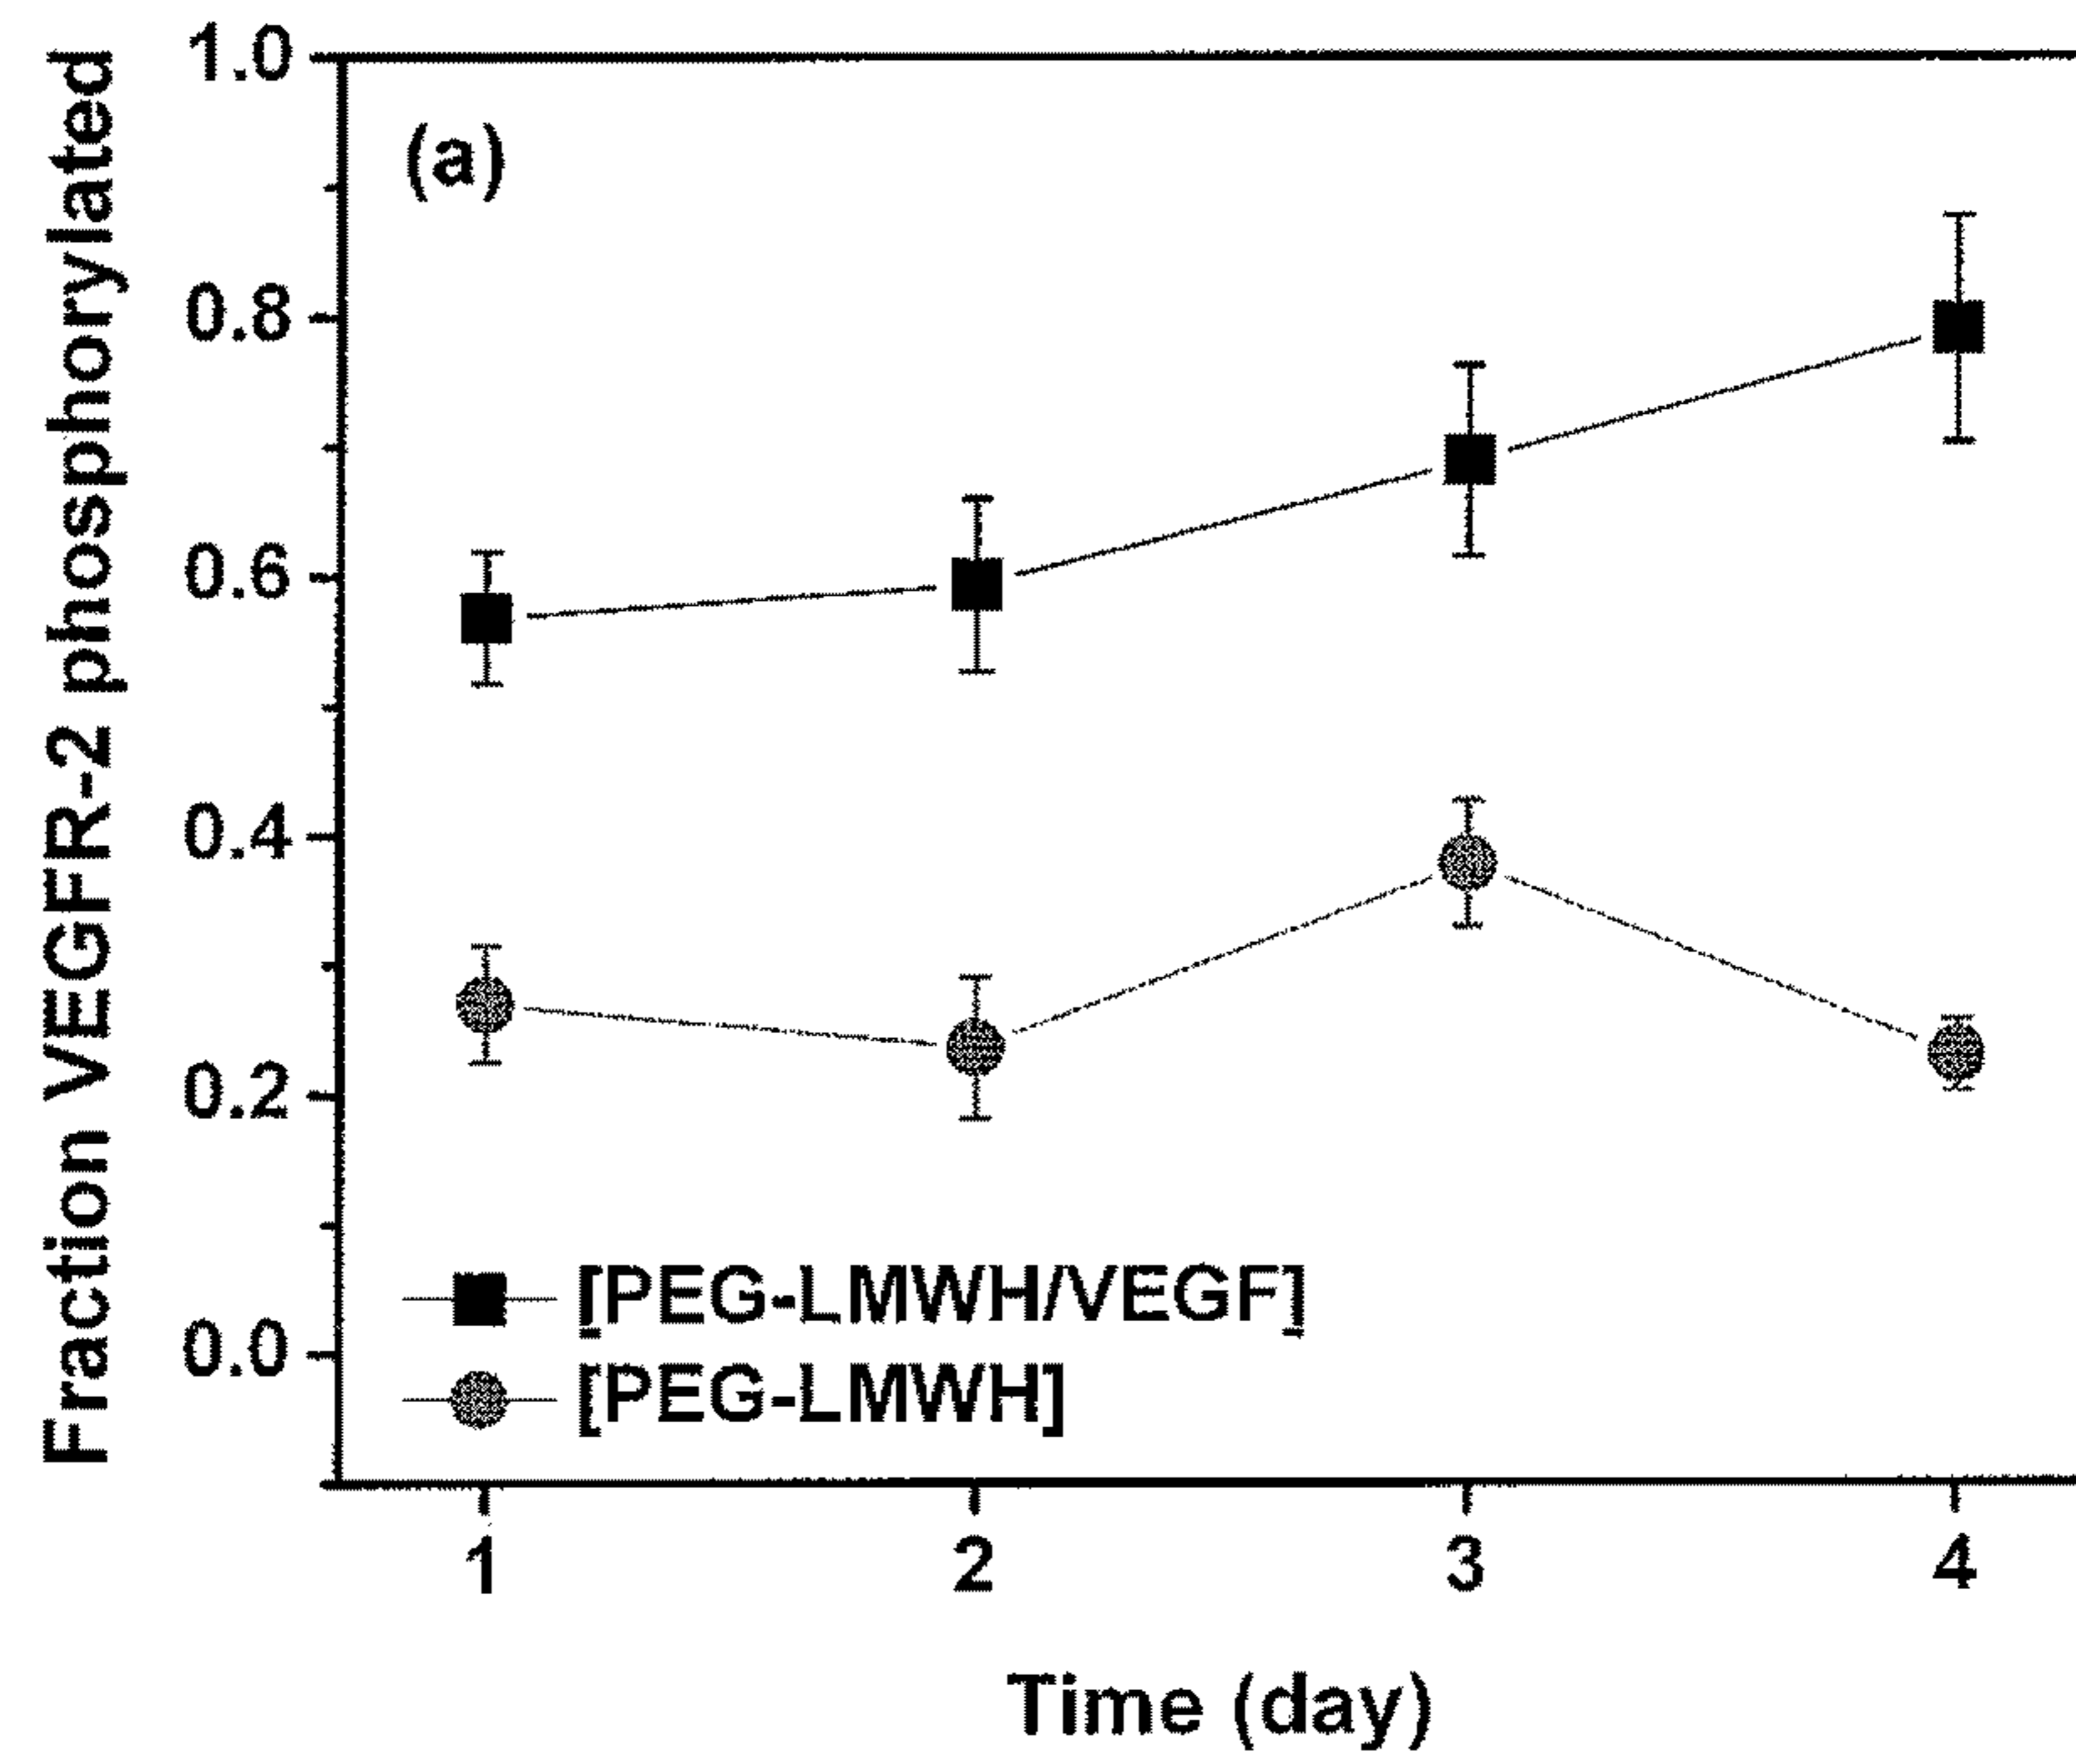 Fraction VEGFR-2 phosphorylated
1.0
0.8
0.6
0.4
0.2
0.0
(a)
[PEG-LMWH/VEGF]
[PEG-LMWH]
1 2 3 4
Time (day)